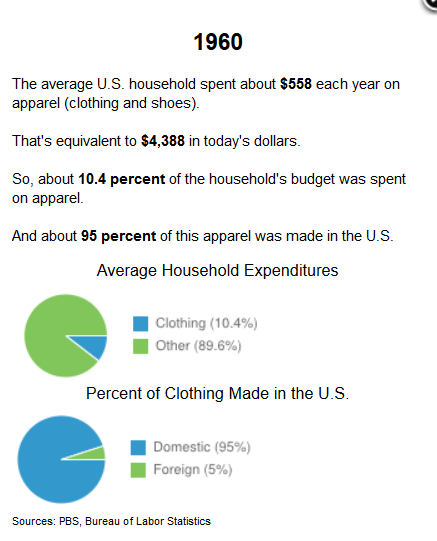 1960
The average U.S. household spent about $558 each year on
apparel (clothing and shoes).
That's equivalent to $4,388 in today's dollars.
So, about 10.4 percent of the household's budget was spent
on apparel.
And about 95 percent of this apparel was made in the U.S.
Average Household Expenditures
Clothing (10.4%)
Other (89.6%)
Percent of Clothing Made in the U.S.
Domestic (95%)
Foreign (5%)
Sources: PBS, Bureau of Labor Statistics